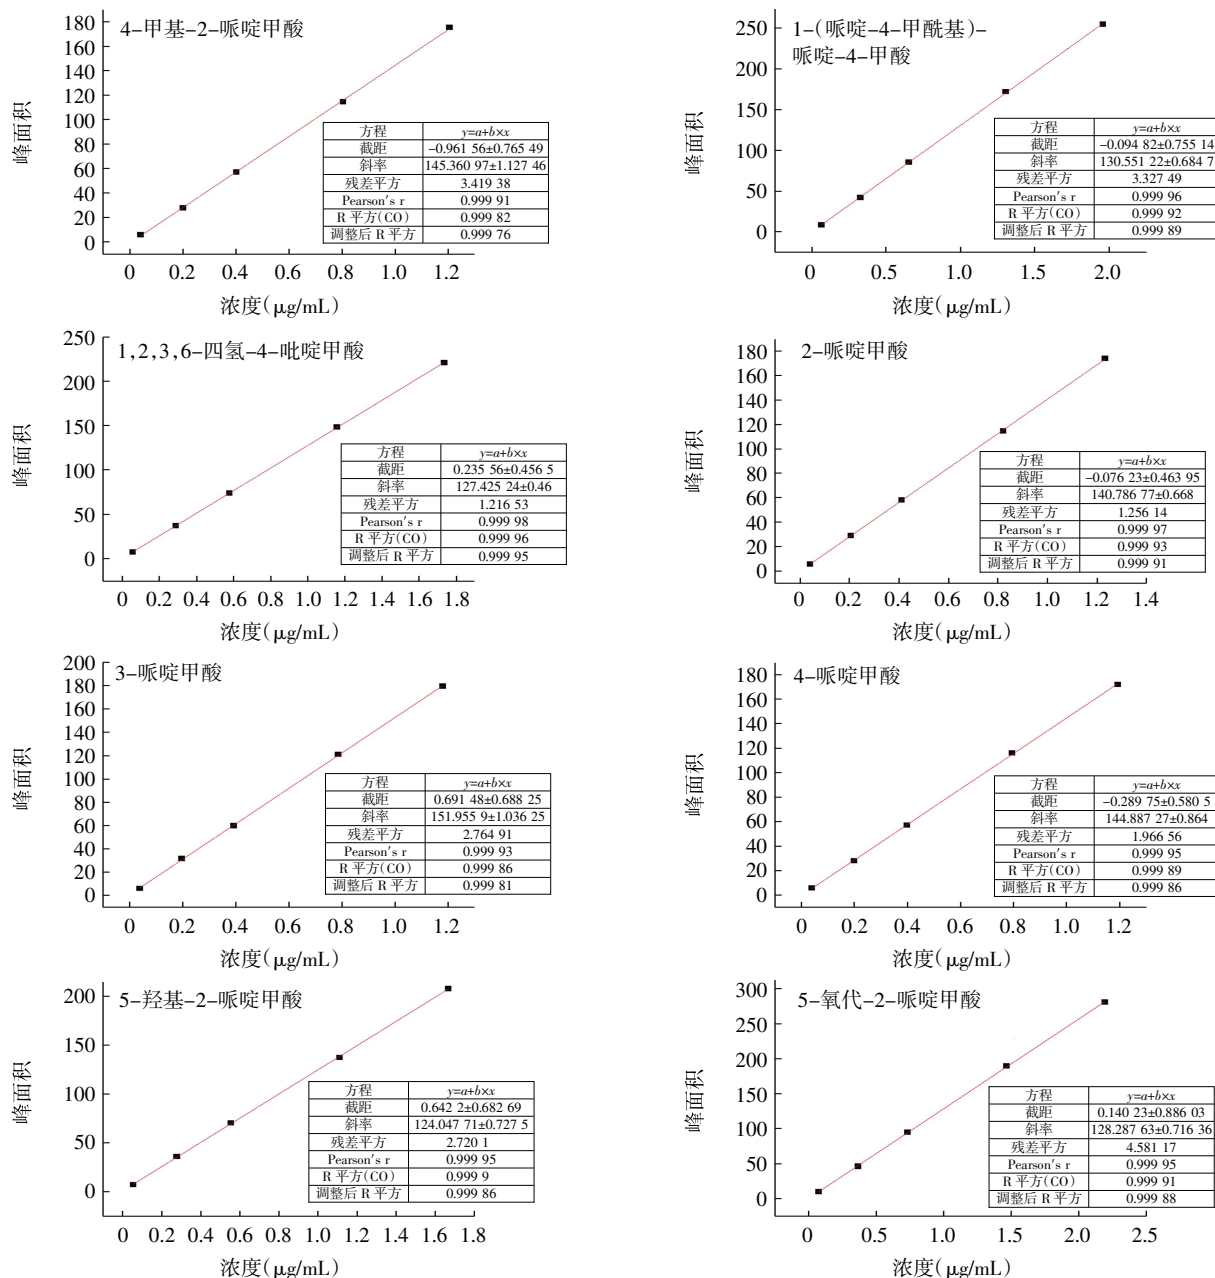 4-甲基-2-哌啶甲酸
峰面积
180
160
140
120
100
80
60
40
20
0
方程 y=a+b×x
截距 -0.961 56±0.765 49
斜率 145.360 97±1.127 46
残差平方 3.419 38
Pearson's r 0.999 91
R 平方(CO) 0.999 82
调整后 R 平方 0.999 76
0 0.2 0.4 0.6 0.8 1.0 1.2
浓度(μg/mL)
1-(哌啶-4-甲酰基)-
哌啶-4-甲酸
峰面积
250
200
150
100
50
0
方程 y=a+b×x
截距 -0.094 82±0.755 14
斜率 130.551 22±0.684 7
残差平方 3.327 49
Pearson's r 0.999 96
R 平方(CO) 0.999 92
调整后 R 平方 0.999 89
0 0.5 1.0 1.5 2.0
浓度(μg/mL)
1,2,3,6-四氢-4-吡啶甲酸
峰面积
250
200
150
100
50
0
方程 y=a+b×x
截距 0.235 56±0.456 5
斜率 127.425 24±0.46
残差平方 1.216 53
Pearson's r 0.999 98
R 平方(CO) 0.999 96
调整后 R 平方 0.999 95
0 0.2 0.4 0.6 0.8 1.0 1.2 1.4 1.6 1.8
浓度(μg/mL)
2-哌啶甲酸
峰面积
180
160
140
120
100
80
60
40
20
0
方程 y=a+b×x
截距 -0.076 23±0.463 95
斜率 140.786 77±0.668
残差平方 1.256 14
Pearson's r 0.999 97
R 平方(CO) 0.999 93
调整后 R 平方 0.999 91
0 0.2 0.4 0.6 0.8 1.0 1.2 1.4
浓度(μg/mL)
3-哌啶甲酸
峰面积
200
180
160
140
120
100
80
60
40
20
0
方程 y=a+b×x
截距 0.691 48±0.688 25
斜率 151.955 9±1.036 25
残差平方 2.764 91
Pearson's r 0.999 93
R 平方(CO) 0.999 86
调整后 R 平方 0.999 81
0 0.2 0.4 0.6 0.8 1.0 1.2
浓度(μg/mL)
4-哌啶甲酸
峰面积
180
160
140
120
100
80
60
40
20
0
方程 y=a+b×x
截距 -0.289 75±0.580 5
斜率 144.887 27±0.864
残差平方 1.966 56
Pearson's r 0.999 95
R 平方(CO) 0.999 89
调整后 R 平方 0.999 86
0 0.2 0.4 0.6 0.8 1.0 1.2
浓度(μg/mL)
5-羟基-2-哌啶甲酸
峰面积
200
150
100
50
0
方程 y=a+b×x
截距 0.642 2±0.682 69
斜率 124.047 71±0.727 5
残差平方 2.720 1
Pearson's r 0.999 95
R 平方(CO) 0.999 9
调整后 R 平方 0.999 86
0 0.2 0.4 0.6 0.8 1.0 1.2 1.4 1.6 1.8
浓度(μg/mL)
5-氧代-2-哌啶甲酸
峰面积
300
250
200
150
100
50
0
方程 y=a+b×x
截距 0.140 23±0.886 03
斜率 128.287 63±0.716 36
残差平方 4.581 17
Pearson's r 0.999 95
R 平方(CO) 0.999 91
调整后 R 平方 0.999 88
0 0.5 1.0 1.5 2.0 2.5
浓度(μg/mL)